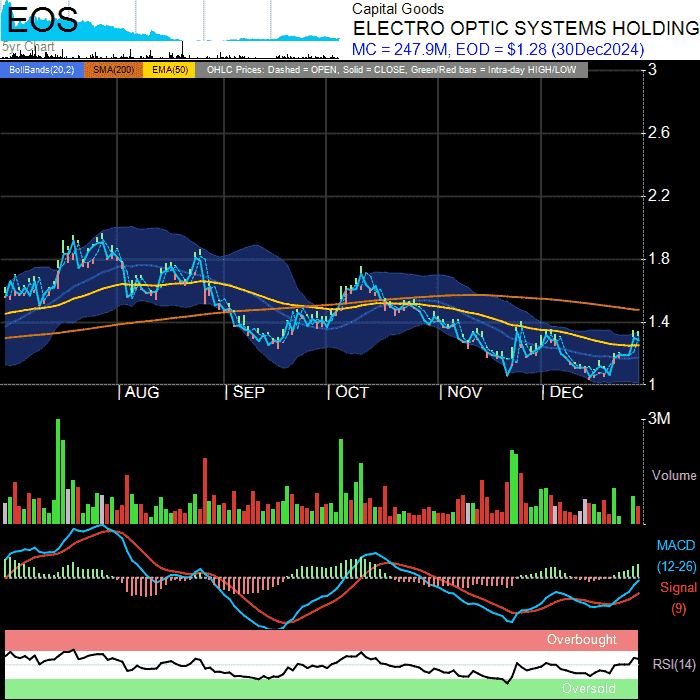 EOS
5yr Chart
Capital Goods
ELECTRO OPTIC SYSTEMS HOLDING
MC = 247.9M, EOD = $1.28 (30Dec2024)
BollBands(20,2) SMA(200) EMA(50) OHLC Prices: Dashed = OPEN, Solid = CLOSE, Green/Red bars = Intra-day HIGH/LOW
3
2.6
2.2
1.8
1.4
1
AUG SEP OCT NOV DEC
3M
Volume
MACD
(12-26)
Signal
(9)
Overbought
RSI(14)
Oversold